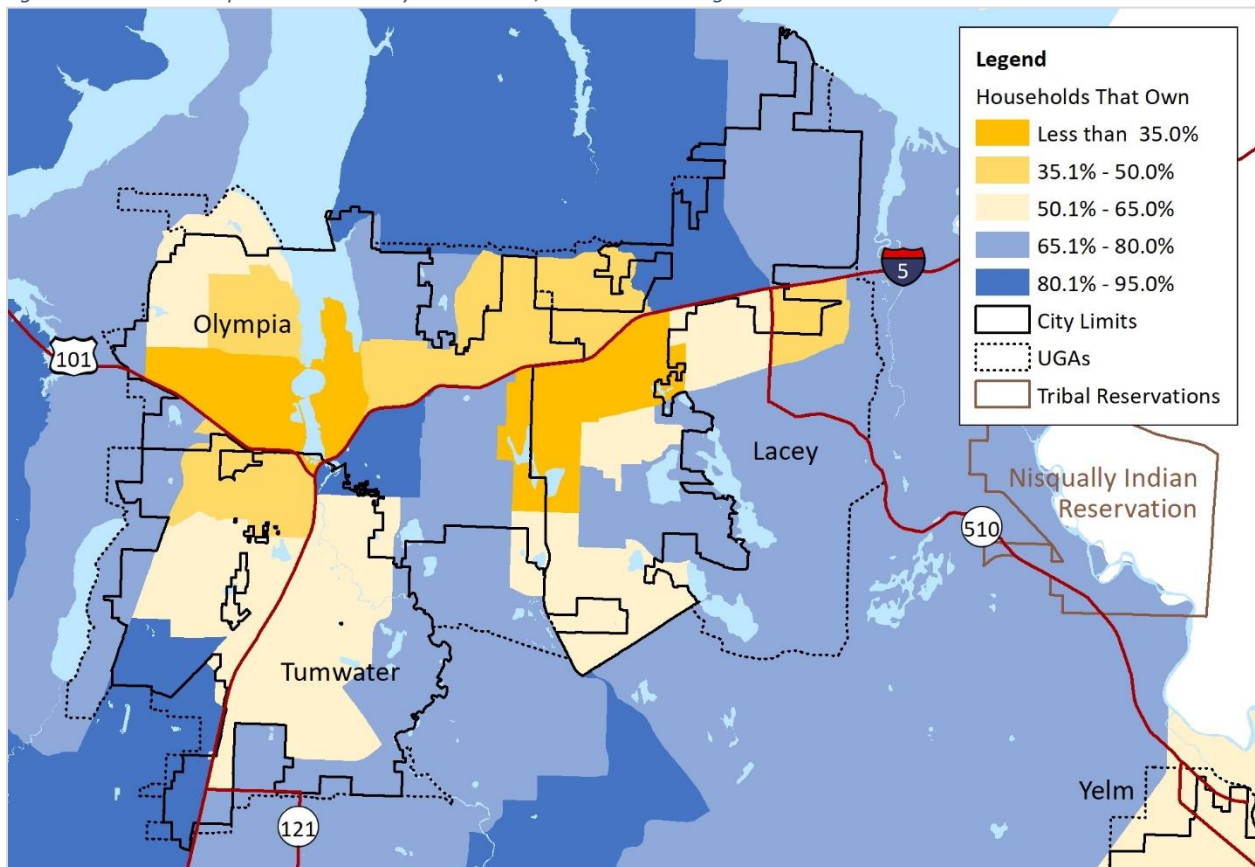 Legend
Households That Own
Less than 35.0%
35.1% - 50.0%
50.1% - 65.0%
65.1% - 80.0%
80.1% - 95.0%
City Limits
UGAs
Tribal Reservations
5
Olympia
101
Lacey
Nisqually Indian
Reservation
510
Tumwater
Yelm
121